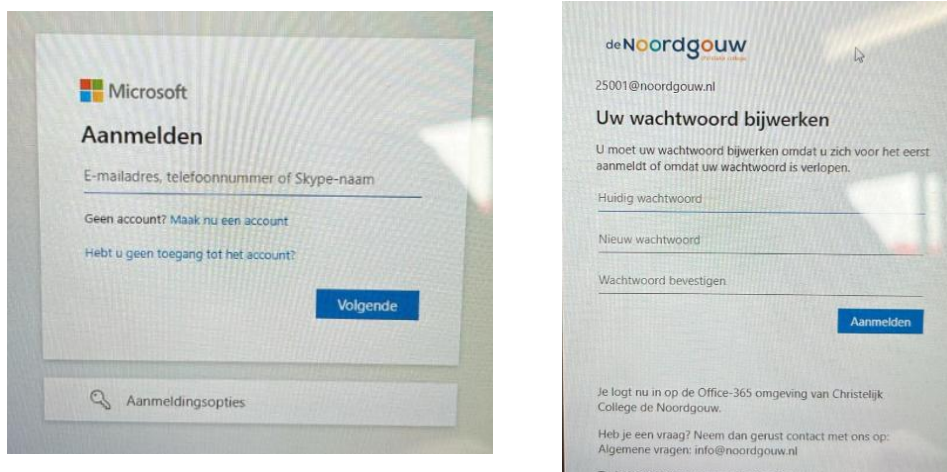 Microsoft
Aanmelden
E-mailadres, telefoonnummer of Skype-naam
Geen account? Maak nu een account
Hebt u geen toegang tot het account?
Volgende
Aanmeldingsopties
de Noordgouw
christelijk college
25001@noordgouw.nl
Uw wachtwoord bijwerken
U moet uw wachtwoord bijwerken omdat u zich voor het eerst
aanmeldt of omdat uw wachtwoord is verlopen.
Huidig wachtwoord
Nieuw wachtwoord
Wachtwoord bevestigen
Aanmelden
Je logt nu in op de Office-365 omgeving van Christelijk
College de Noordgouw.
Heb je een vraag? Neem dan gerust contact met ons op:
Algemene vragen: info@noordgouw.nl